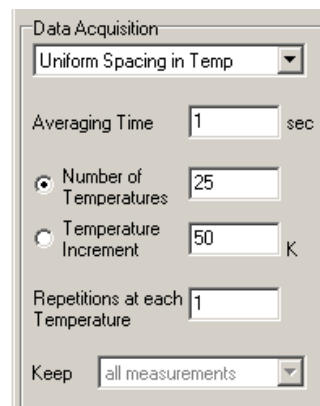 Data Acquisition
Uniform Spacing in Temp
Averaging Time 1 sec
Number of 25
Temperatures
Temperature 50
Increment K
Repetitions at each 1
Temperature
Keep all measurements